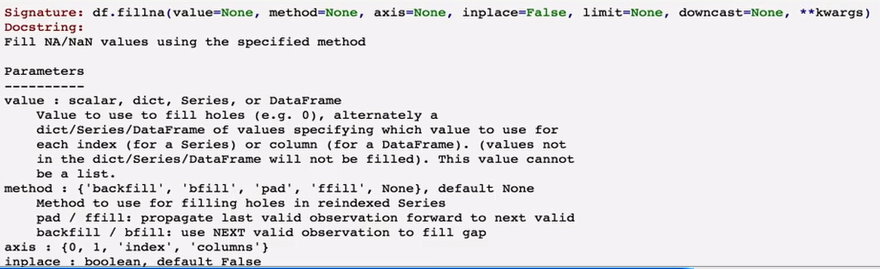 Signature: df.fillna(value=None, method=None, axis=None, inplace=False, limit=None, downcast=None, **kwargs)
Docstring:
Fill NA/NaN values using the specified method
Parameters
----------
value : scalar, dict, Series, or DataFrame
Value to use to fill holes (e.g. 0), alternately a
dict/Series/DataFrame of values specifying which value to use for
each index (for a Series) or column (for a DataFrame). (values not
in the dict/Series/DataFrame will not be filled). This value cannot
be a list.
method : {'backfill', 'bfill', 'pad', 'ffill', None}, default None
Method to use for filling holes in reindexed Series
pad / ffill: propagate last valid observation forward to next valid
backfill / bfill: use NEXT valid observation to fill gap
axis : {0, 1, 'index', 'columns'}
inplace : boolean, default False